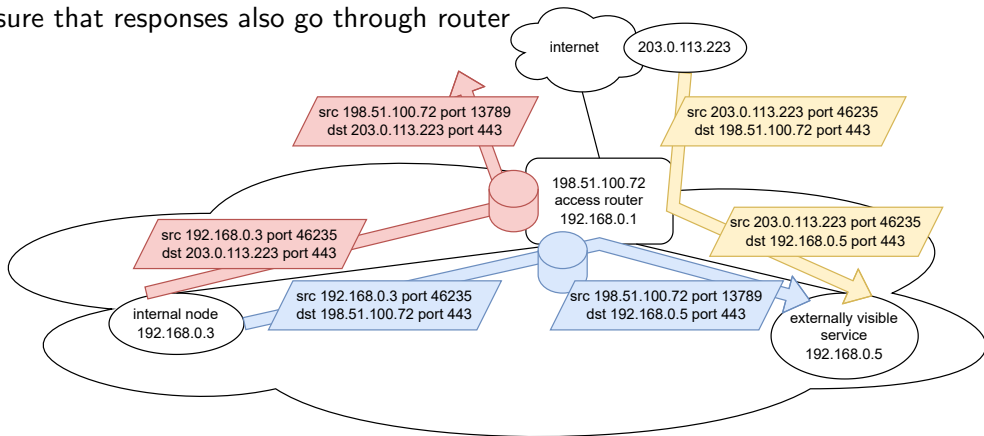 sure that responses also go through router
internet
203.0.113.223
src 198.51.100.72 port 13789
dst 203.0.113.223 port 443
src 203.0.113.223 port 46235
dst 198.51.100.72 port 443
198.51.100.72
access router
192.168.0.1
src 192.168.0.3 port 46235
dst 203.0.113.223 port 443
src 203.0.113.223 port 46235
dst 192.168.0.5 port 443
src 192.168.0.3 port 46235
dst 198.51.100.72 port 443
src 198.51.100.72 port 13789
dst 192.168.0.5 port 443
internal node
192.168.0.3
externally visible
service
192.168.0.5